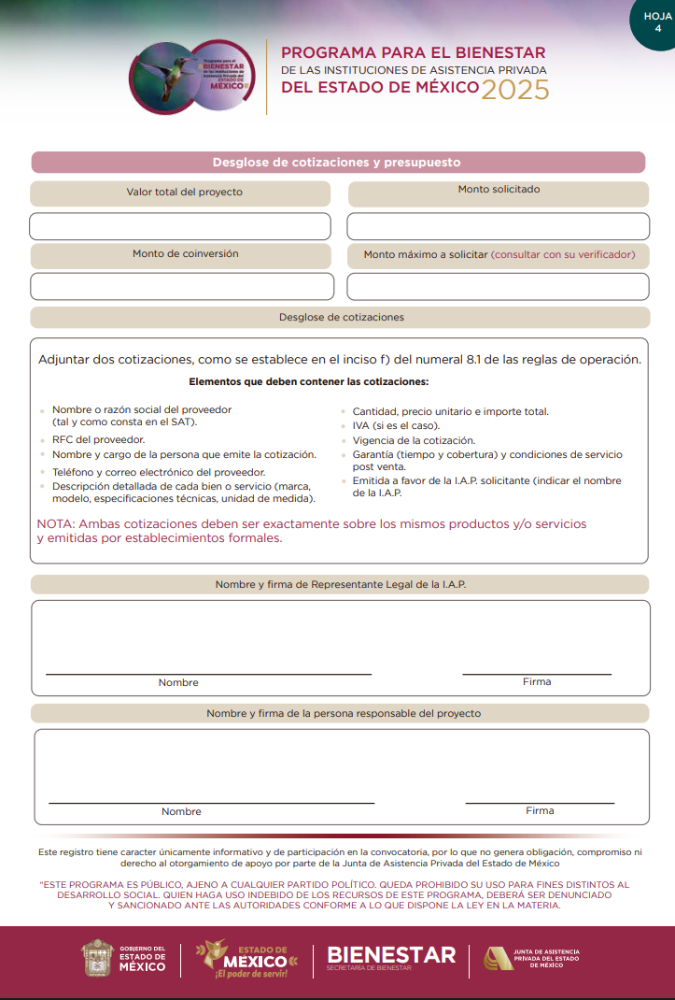 HOJA
4
Programa para el
BIENESTAR
de las Instituciones de
Asistencia Privada del
ESTADO DE
MÉXICO
PROGRAMA PARA EL BIENESTAR
DE LAS INSTITUCIONES DE ASISTENCIA PRIVADA
DEL ESTADO DE MÉXICO 2025
Desglose de cotizaciones y presupuesto
Valor total del proyecto
Monto solicitado
Monto de coinversión
Monto máximo a solicitar (consultar con su verificador)
Desglose de cotizaciones
Adjuntar dos cotizaciones, como se establece en el inciso f) del numeral 8.1 de las reglas de operación.
Elementos que deben contener las cotizaciones:
Nombre o razón social del proveedor
(tal y como consta en el SAT).
RFC del proveedor.
Nombre y cargo de la persona que emite la cotización.
Teléfono y correo electrónico del proveedor.
Descripción detallada de cada bien o servicio (marca,
modelo, especificaciones técnicas, unidad de medida).
Cantidad, precio unitario e importe total.
IVA (si es el caso).
Vigencia de la cotización.
Garantía (tiempo y cobertura) y condiciones de servicio
post venta.
Emitida a favor de la I.A.P. solicitante (indicar el nombre
de la I.A.P.
NOTA: Ambas cotizaciones deben ser exactamente sobre los mismos productos y/o servicios
y emitidas por establecimientos formales.
Nombre y firma de Representante Legal de la I.A.P.
Nombre
Firma
Nombre y firma de la persona responsable del proyecto
Nombre
Firma
Este registro tiene caracter únicamente informativo y de participación en la convocatoria, por lo que no genera obligación, compromiso ni
derecho al otorgamiento de apoyo por parte de la Junta de Asistencia Privada del Estado de México
"ESTE PROGRAMA ES PÚBLICO, AJENO A CUALQUIER PARTIDO POLÍTICO. QUEDA PROHIBIDO SU USO PARA FINES DISTINTOS AL
DESARROLLO SOCIAL. QUIEN HAGA USO INDEBIDO DE LOS RECURSOS DE ESTE PROGRAMA, DEBERÁ SER DENUNCIADO
Y SANCIONADO ANTE LAS AUTORIDADES CONFORME A LO QUE DISPONE LA LEY EN LA MATERIA.
GOBIERNO DEL
ESTADO DE
MÉXICO
ESTADO DE
MÉXICO
¡El poder de servir!
BIENESTAR
SECRETARÍA DE BIENESTAR
JUNTA DE ASISTENCIA
PRIVADA DEL ESTADO
DE MÉXICO